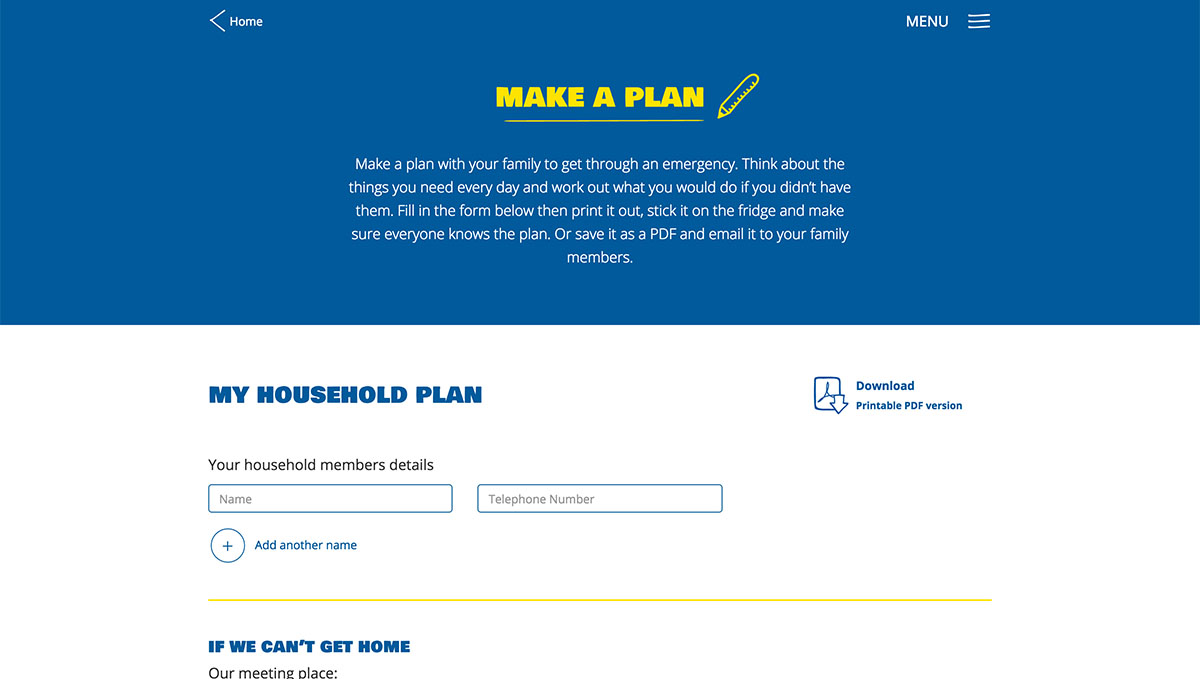 Home
MENU
MAKE A PLAN
Make a plan with your family to get through an emergency. Think about the
things you need every day and work out what you would do if you didn’t have
them. Fill in the form below then print it out, stick it on the fridge and make
sure everyone knows the plan. Or save it as a PDF and email it to your family
members.
MY HOUSEHOLD PLAN
Download
Printable PDF version
Your household members details
Name
Telephone Number
Add another name
IF WE CAN’T GET HOME
Our meeting place: